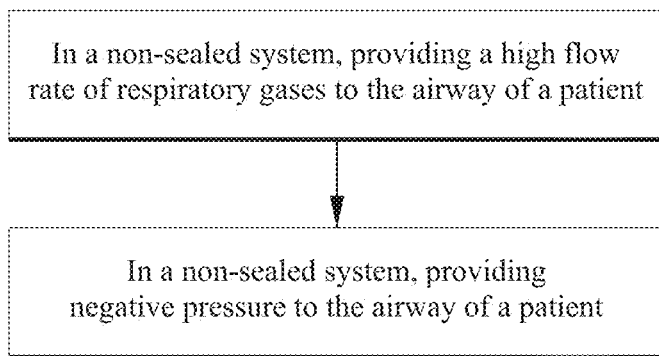 In a non-sealed system, providing a high flow
rate of respiratory gases to the airway of a patient
In a non-sealed system, providing
negative pressure to the airway of a patient